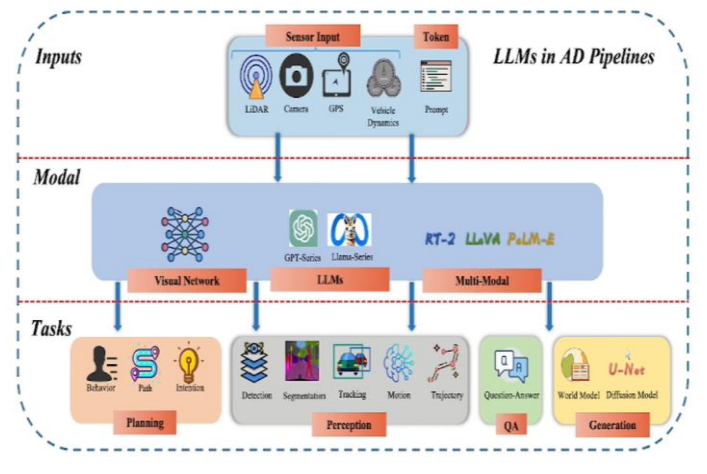 Inputs
Sensor Input
Token
LLMs in AD Pipelines
LiDAR
Camera
GPS
Vehicle
Dynamics
Prompt
Modal
GPT-Series
Llama-Series
RT-2 LLaVA PaLM-E
Visual Network
LLMs
Multi-Modal
Tasks
Behavior
Path
Intention
Planning
Detection
Segmentation
Tracking
Motion
Trajectory
Perception
Q
A
Question-Answer
QA
U-Net
World Model
Diffusion Model
Generation